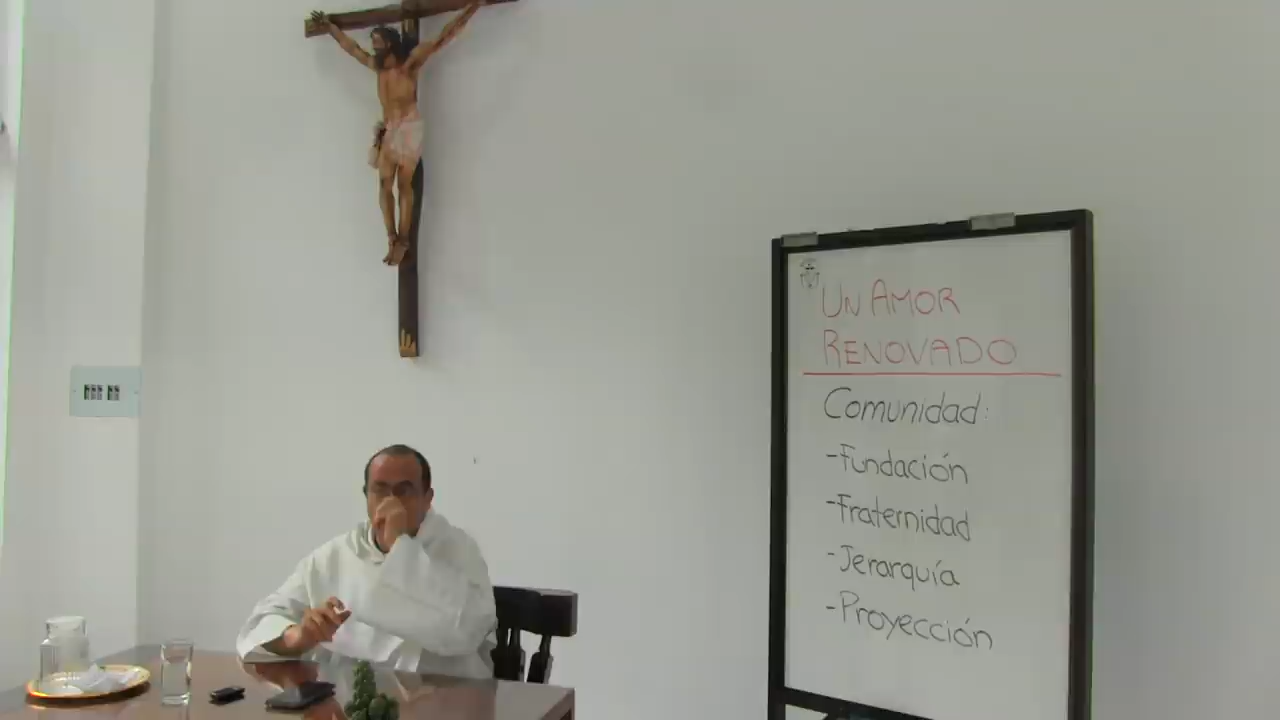 UN AMOR
RENOVADO
Comunidad:
-Fundación
-Fraternidad
-Jerarquía
-Proyección